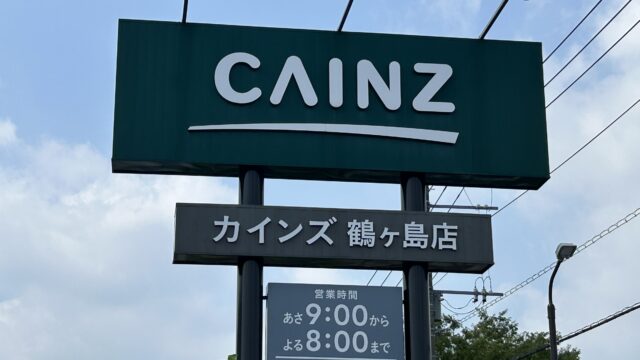 CAINZ
カインズ 鶴ヶ島店
営業時間
あさ9:00から
よる8:00まで